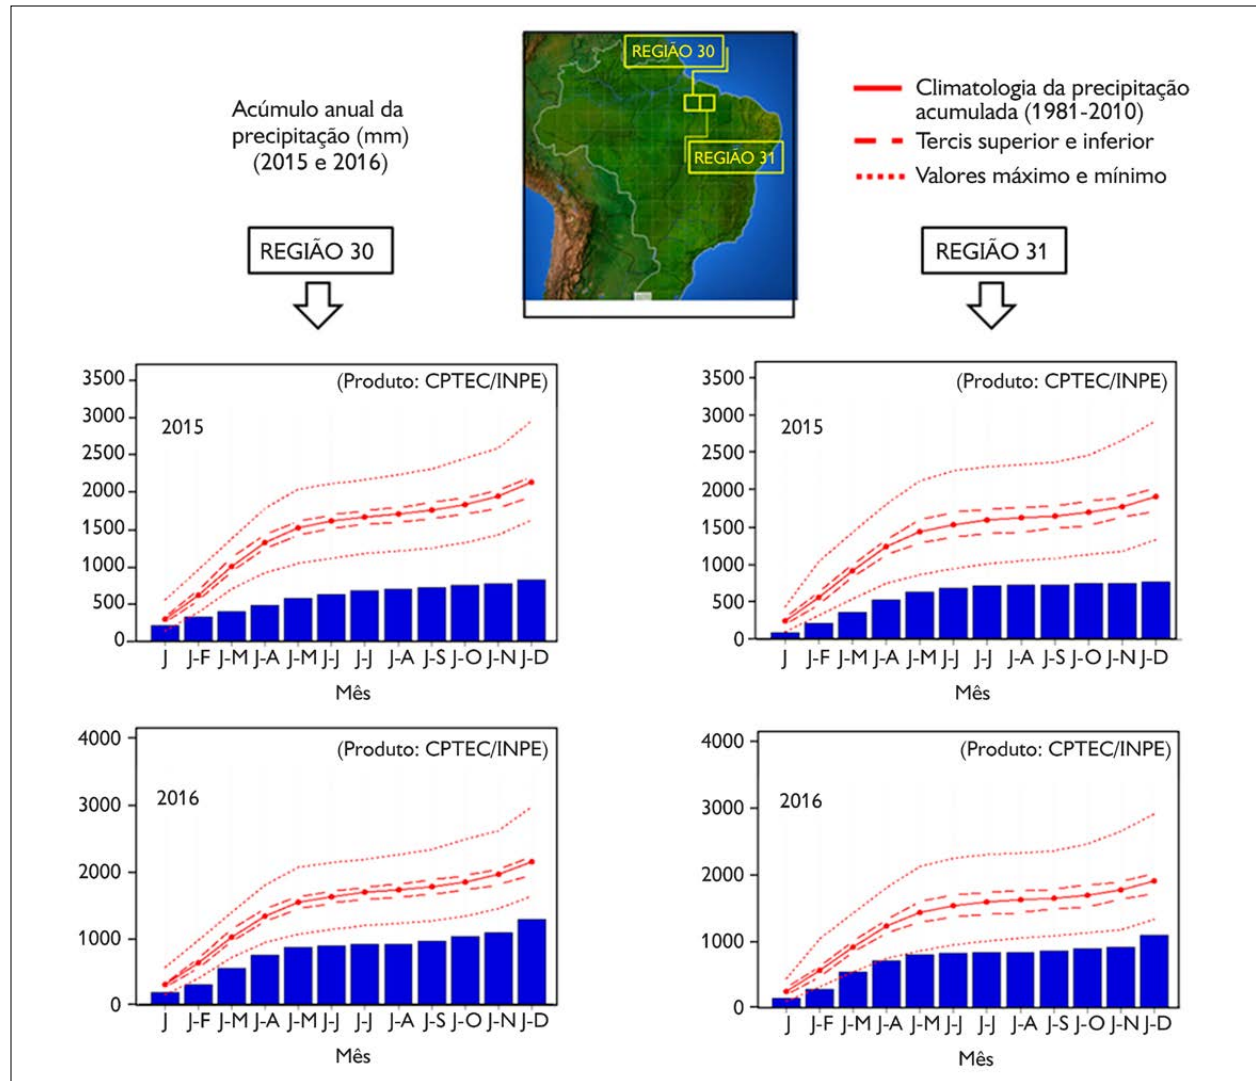 REGIÃO 30
REGIÃO 31
Acúmulo anual da
precipitação (mm)
(2015 e 2016)
Climatologia da precipitação
acumulada (1981-2010)
Tercis superior e inferior
Valores máximo e mínimo
REGIÃO 30
REGIÃO 31
(Produto: CPTEC/INPE)
2015
3500
3000
2500
2000
1500
1000
500
0
J J-F J-M J-A J-M J-J J-J J-A J-S J-O J-N J-D
Mês
(Produto: CPTEC/INPE)
2015
3500
3000
2500
2000
1500
1000
500
0
J J-F J-M J-A J-M J-J J-J J-A J-S J-O J-N J-D
Mês
(Produto: CPTEC/INPE)
2016
4000
3000
2000
1000
0
J J-F J-M J-A J-M J-J J-J J-A J-S J-O J-N J-D
Mês
(Produto: CPTEC/INPE)
2016
4000
3000
2000
1000
0
J J-F J-M J-A J-M J-J J-J J-A J-S J-O J-N J-D
Mês